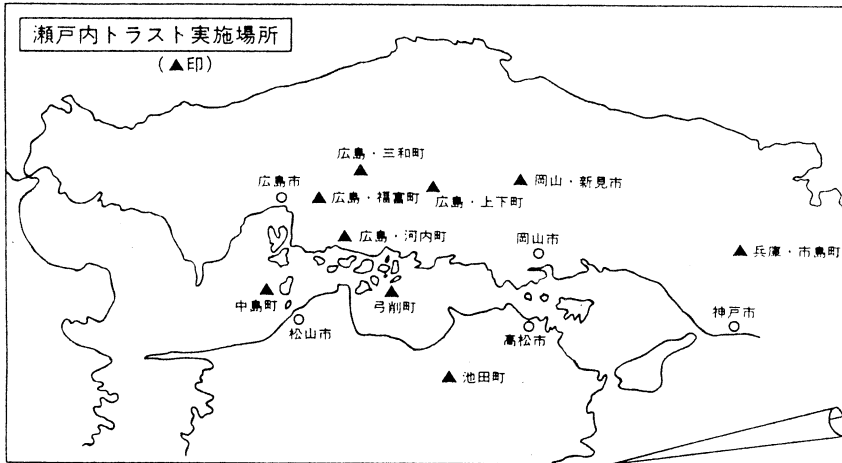 瀬戸内トラスト実施場所
(▲印)
広島・三和町
広島市
広島・福富町
広島・上下町
岡山・新見市
広島・河内町
岡山市
兵庫・市島町
中島町
弓削町
松山市
高松市
神戸市
池田町